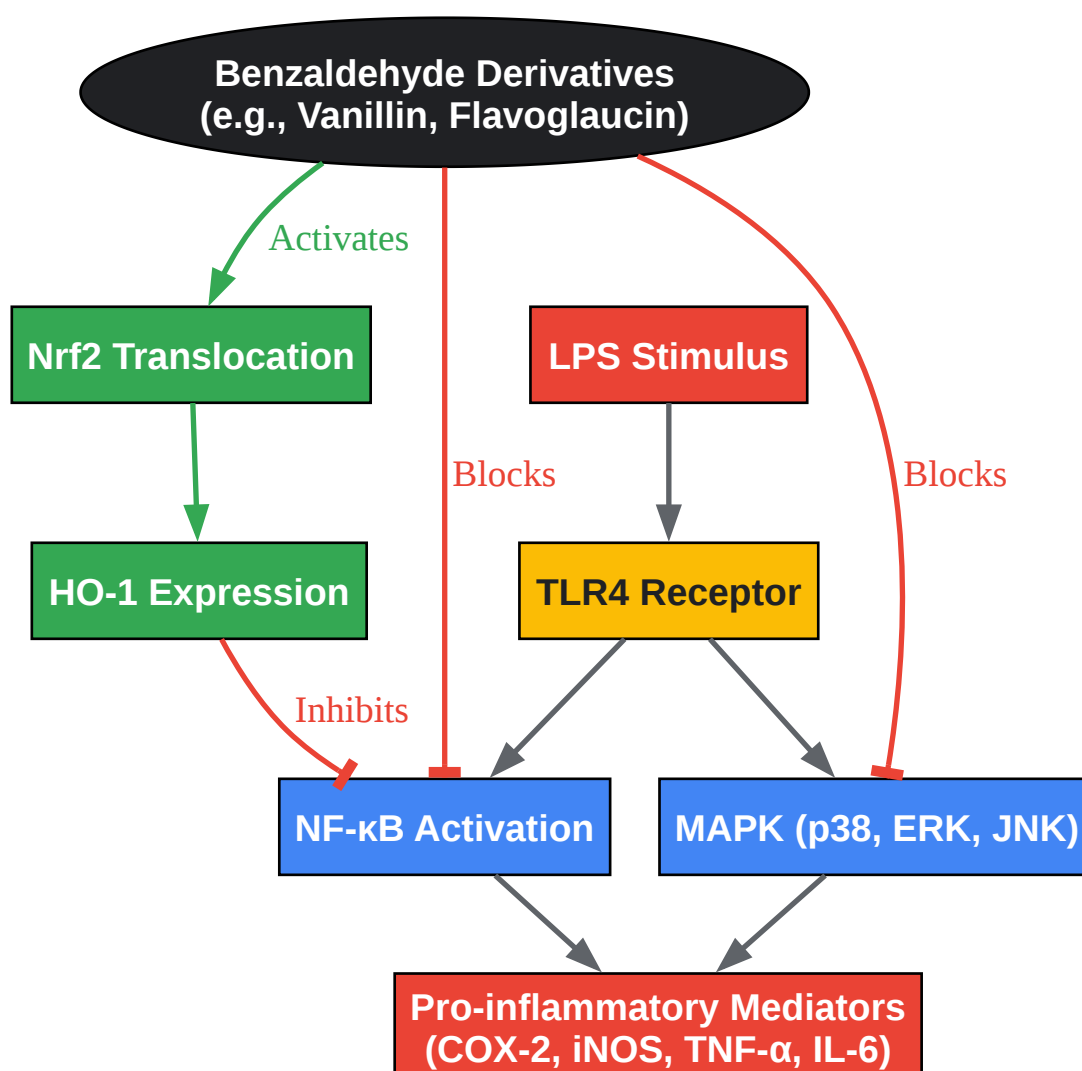 Benzaldehyde Derivatives
(e.g., Vanillin, Flavoglaucin)
Activates
Nrf2 Translocation
LPS Stimulus
Blocks
Blocks
HO-1 Expression
TLR4 Receptor
Inhibits
NF-κB Activation
MAPK (p38, ERK, JNK)
Pro-inflammatory Mediators
(COX-2, iNOS, TNF-α, IL-6)